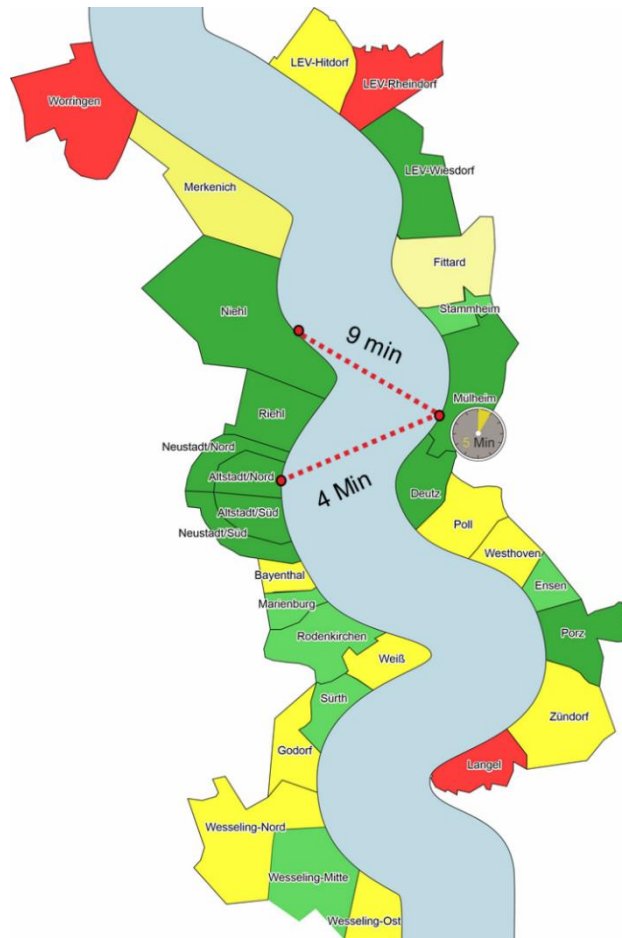 LEV-Hitdorf
LEV-Rheindorf
Worringen
LEV-Wiesdorf
Merkenich
Fittard
Stammheim
Niehl
9 min
Mülheim
Riehl
5 Min
Neustadt/Nord
Altstadt/Nord
4 Min
Deutz
Altstadt/Süd
Poll
Neustadt/Süd
Westhoven
Bayenthal
Ensen
Marienburg
Rodenkirchen
Porz
Weiß
Sürth
Zündorf
Godorf
Langel
Wesseling-Nord
Wesseling-Mitte
Wesseling-Ost